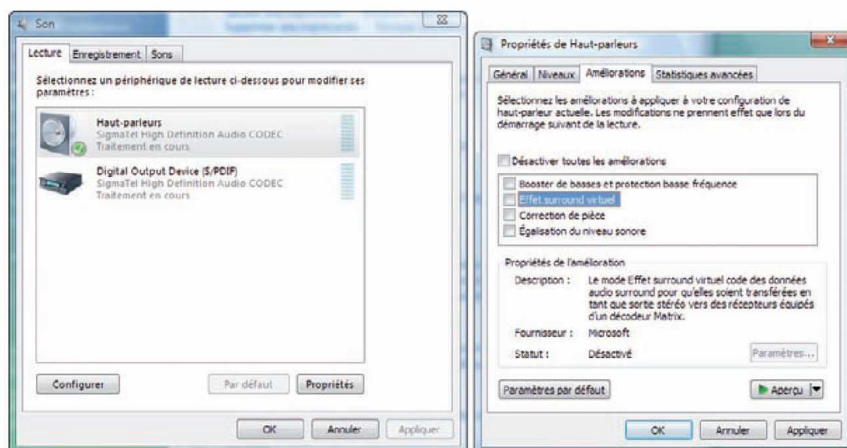 Son
Lecture
Enregistrement
Sons
Sélectionnez un périphérique de lecture ci-dessous pour modifier ses
paramètres :
Haut-parleurs
SigmaTel High Definition Audio CODEC
Traitement en cours
Digital Output Device (S/PDIF)
SigmaTel High Definition Audio CODEC
Traitement en cours
Configurer
Par défaut
Propriétés
OK
Annuler
Appliquer
Propriétés de Haut-parleurs
Général
Niveaux
Améliorations
Statistiques avancées
Sélectionnez les améliorations à appliquer à votre configuration de
haut-parleur actuelle. Les modifications ne prennent effet que lors du
démarrage suivant de la lecture.
Désactiver toutes les améliorations
Booster de basses et protection basse fréquence
Effet surround virtuel
Correction de pièce
Égalisation du niveau sonore
Propriétés de l'amélioration
Description : Le mode Effet surround virtuel code des données
audio surround pour qu'elles soient transférées en
tant que sortie stéréo vers des récepteurs équipés
d'un décodeur Matrix.
Fournisseur : Microsoft
Statut : Désactivé
Paramètres...
Paramètres par défaut
Aperçu
OK
Annuler
Appliquer